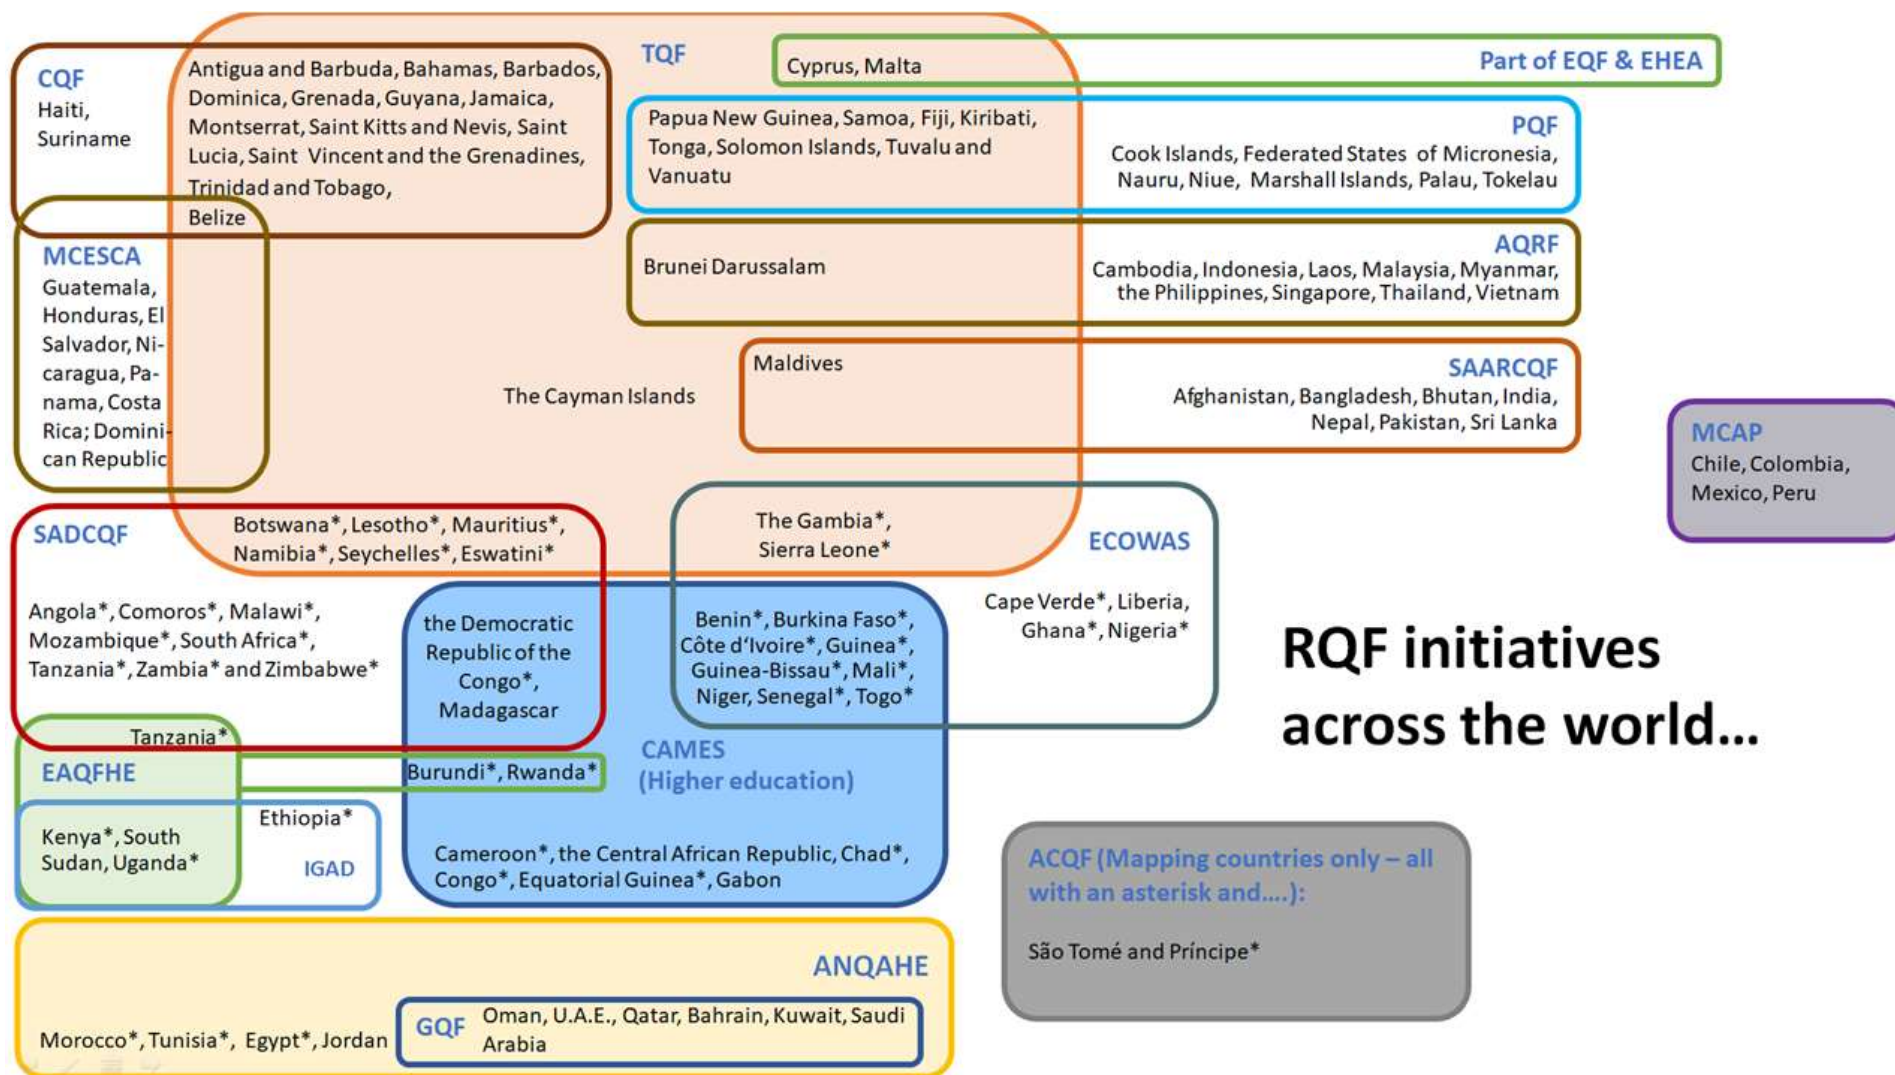 CQF
Haiti,
Suriname
Antigua and Barbuda, Bahamas, Barbados,
Dominica, Grenada, Guyana, Jamaica,
Montserrat, Saint Kitts and Nevis, Saint
Lucia, Saint Vincent and the Grenadines,
Trinidad and Tobago,
Belize
TQF
Cyprus, Malta
Part of EQF & EHEA
Papua New Guinea, Samoa, Fiji, Kiribati,
Tonga, Solomon Islands, Tuvalu and
Vanuatu
PQF
Cook Islands, Federated States of Micronesia,
Nauru, Niue, Marshall Islands, Palau, Tokelau
MCESCA
Guatemala,
Honduras, El
Salvador, Ni-
caragua, Pa-
nama, Costa
Rica; Domini-
can Republic
Brunei Darussalam
AQRF
Cambodia, Indonesia, Laos, Malaysia, Myanmar,
the Philippines, Singapore, Thailand, Vietnam
Maldives
The Cayman Islands
SAARCQF
Afghanistan, Bangladesh, Bhutan, India,
Nepal, Pakistan, Sri Lanka
MCAP
Chile, Colombia,
Mexico, Peru
SADCQF
Botswana*, Lesotho*, Mauritius*,
Namibia*, Seychelles*, Eswatini*
The Gambia*,
Sierra Leone*
ECOWAS
Angola*, Comoros*, Malawi*,
Mozambique*, South Africa*,
Tanzania*, Zambia* and Zimbabwe*
the Democratic
Republic of the
Congo*,
Madagascar
Benin*, Burkina Faso*,
Côte d‘Ivoire*, Guinea*,
Guinea-Bissau*, Mali*,
Niger, Senegal*, Togo*
Cape Verde*, Liberia,
Ghana*, Nigeria*
RQF initiatives
across the world...
Tanzania*
EAQFHE
Burundi*, Rwanda*
CAMES
(Higher education)
Kenya*, South
Sudan, Uganda*
Ethiopia*
IGAD
Cameroon*, the Central African Republic, Chad*,
Congo*, Equatorial Guinea*, Gabon
ACQF (Mapping countries only – all
with an asterisk and....):
São Tomé and Príncipe*
ANQAHE
Morocco*, Tunisia*, Egypt*, Jordan
GQF
Oman, U.A.E., Qatar, Bahrain, Kuwait, Saudi
Arabia